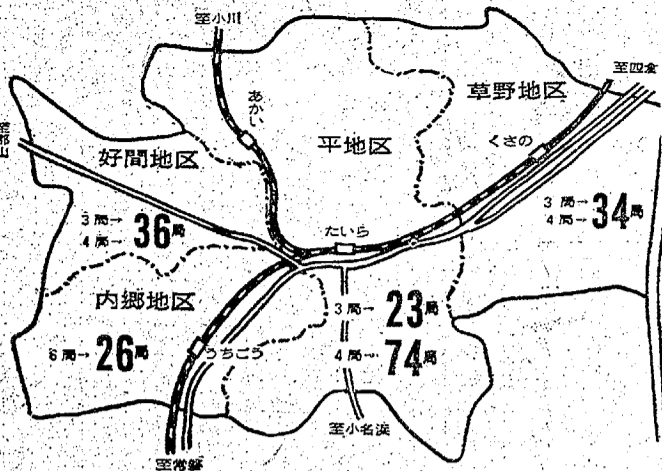 至小川
至四倉
草野地区
あかい
平地区
くさの
至郡山
好間地区
3局→
4局→ 36局
たいら
3局→
4局→ 34局
内郷地区
3局→ 23局
6局→ 26局
うちごう
4局→ 74局
至小名浜
至常磐